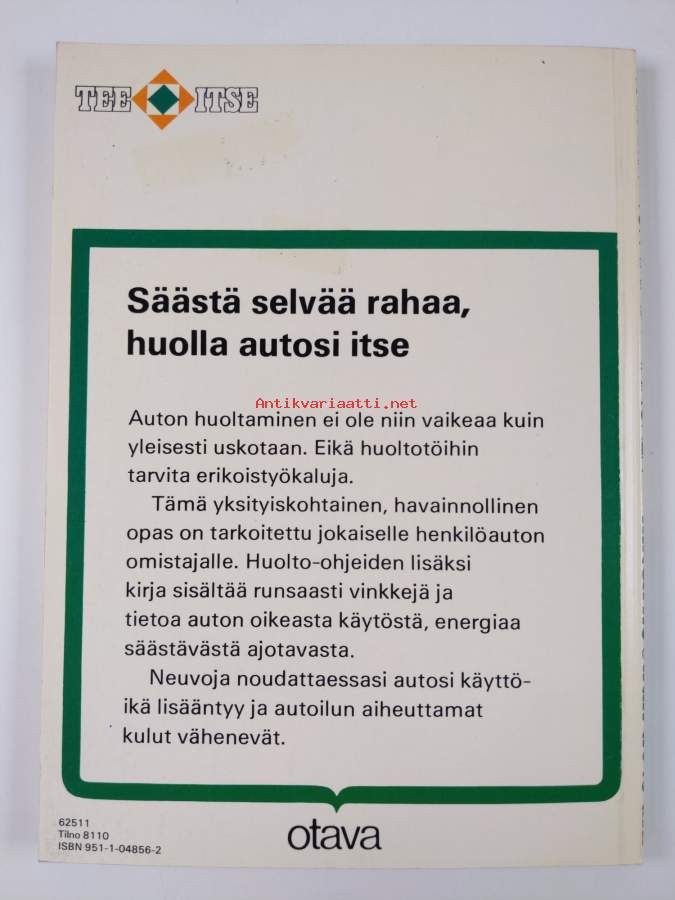 TEE ITSE
Säästä selvää rahaa,
huolla autosi itse
Antikvariaatti.net
Auton huoltaminen ei ole niin vaikeaa kuin
yleisesti uskotaan. Eikä huoltotöihin
tarvita erikoistyökaluja.
Tämä yksityiskohtainen, havainnollinen
opas on tarkoitettu jokaiselle henkilöauton
omistajalle. Huolto-ohjeiden lisäksi
kirja sisältää runsaasti vinkkejä ja
tietoa auton oikeasta käytöstä, energiaa
säästävästä ajotavasta.
Neuvoja noudattaessasi autosi käyttö-
ikä lisääntyy ja autoilun aiheuttamat
kulut vähenevät.
62511
Tilno 8110
ISBN 951-1-04856-2
otava